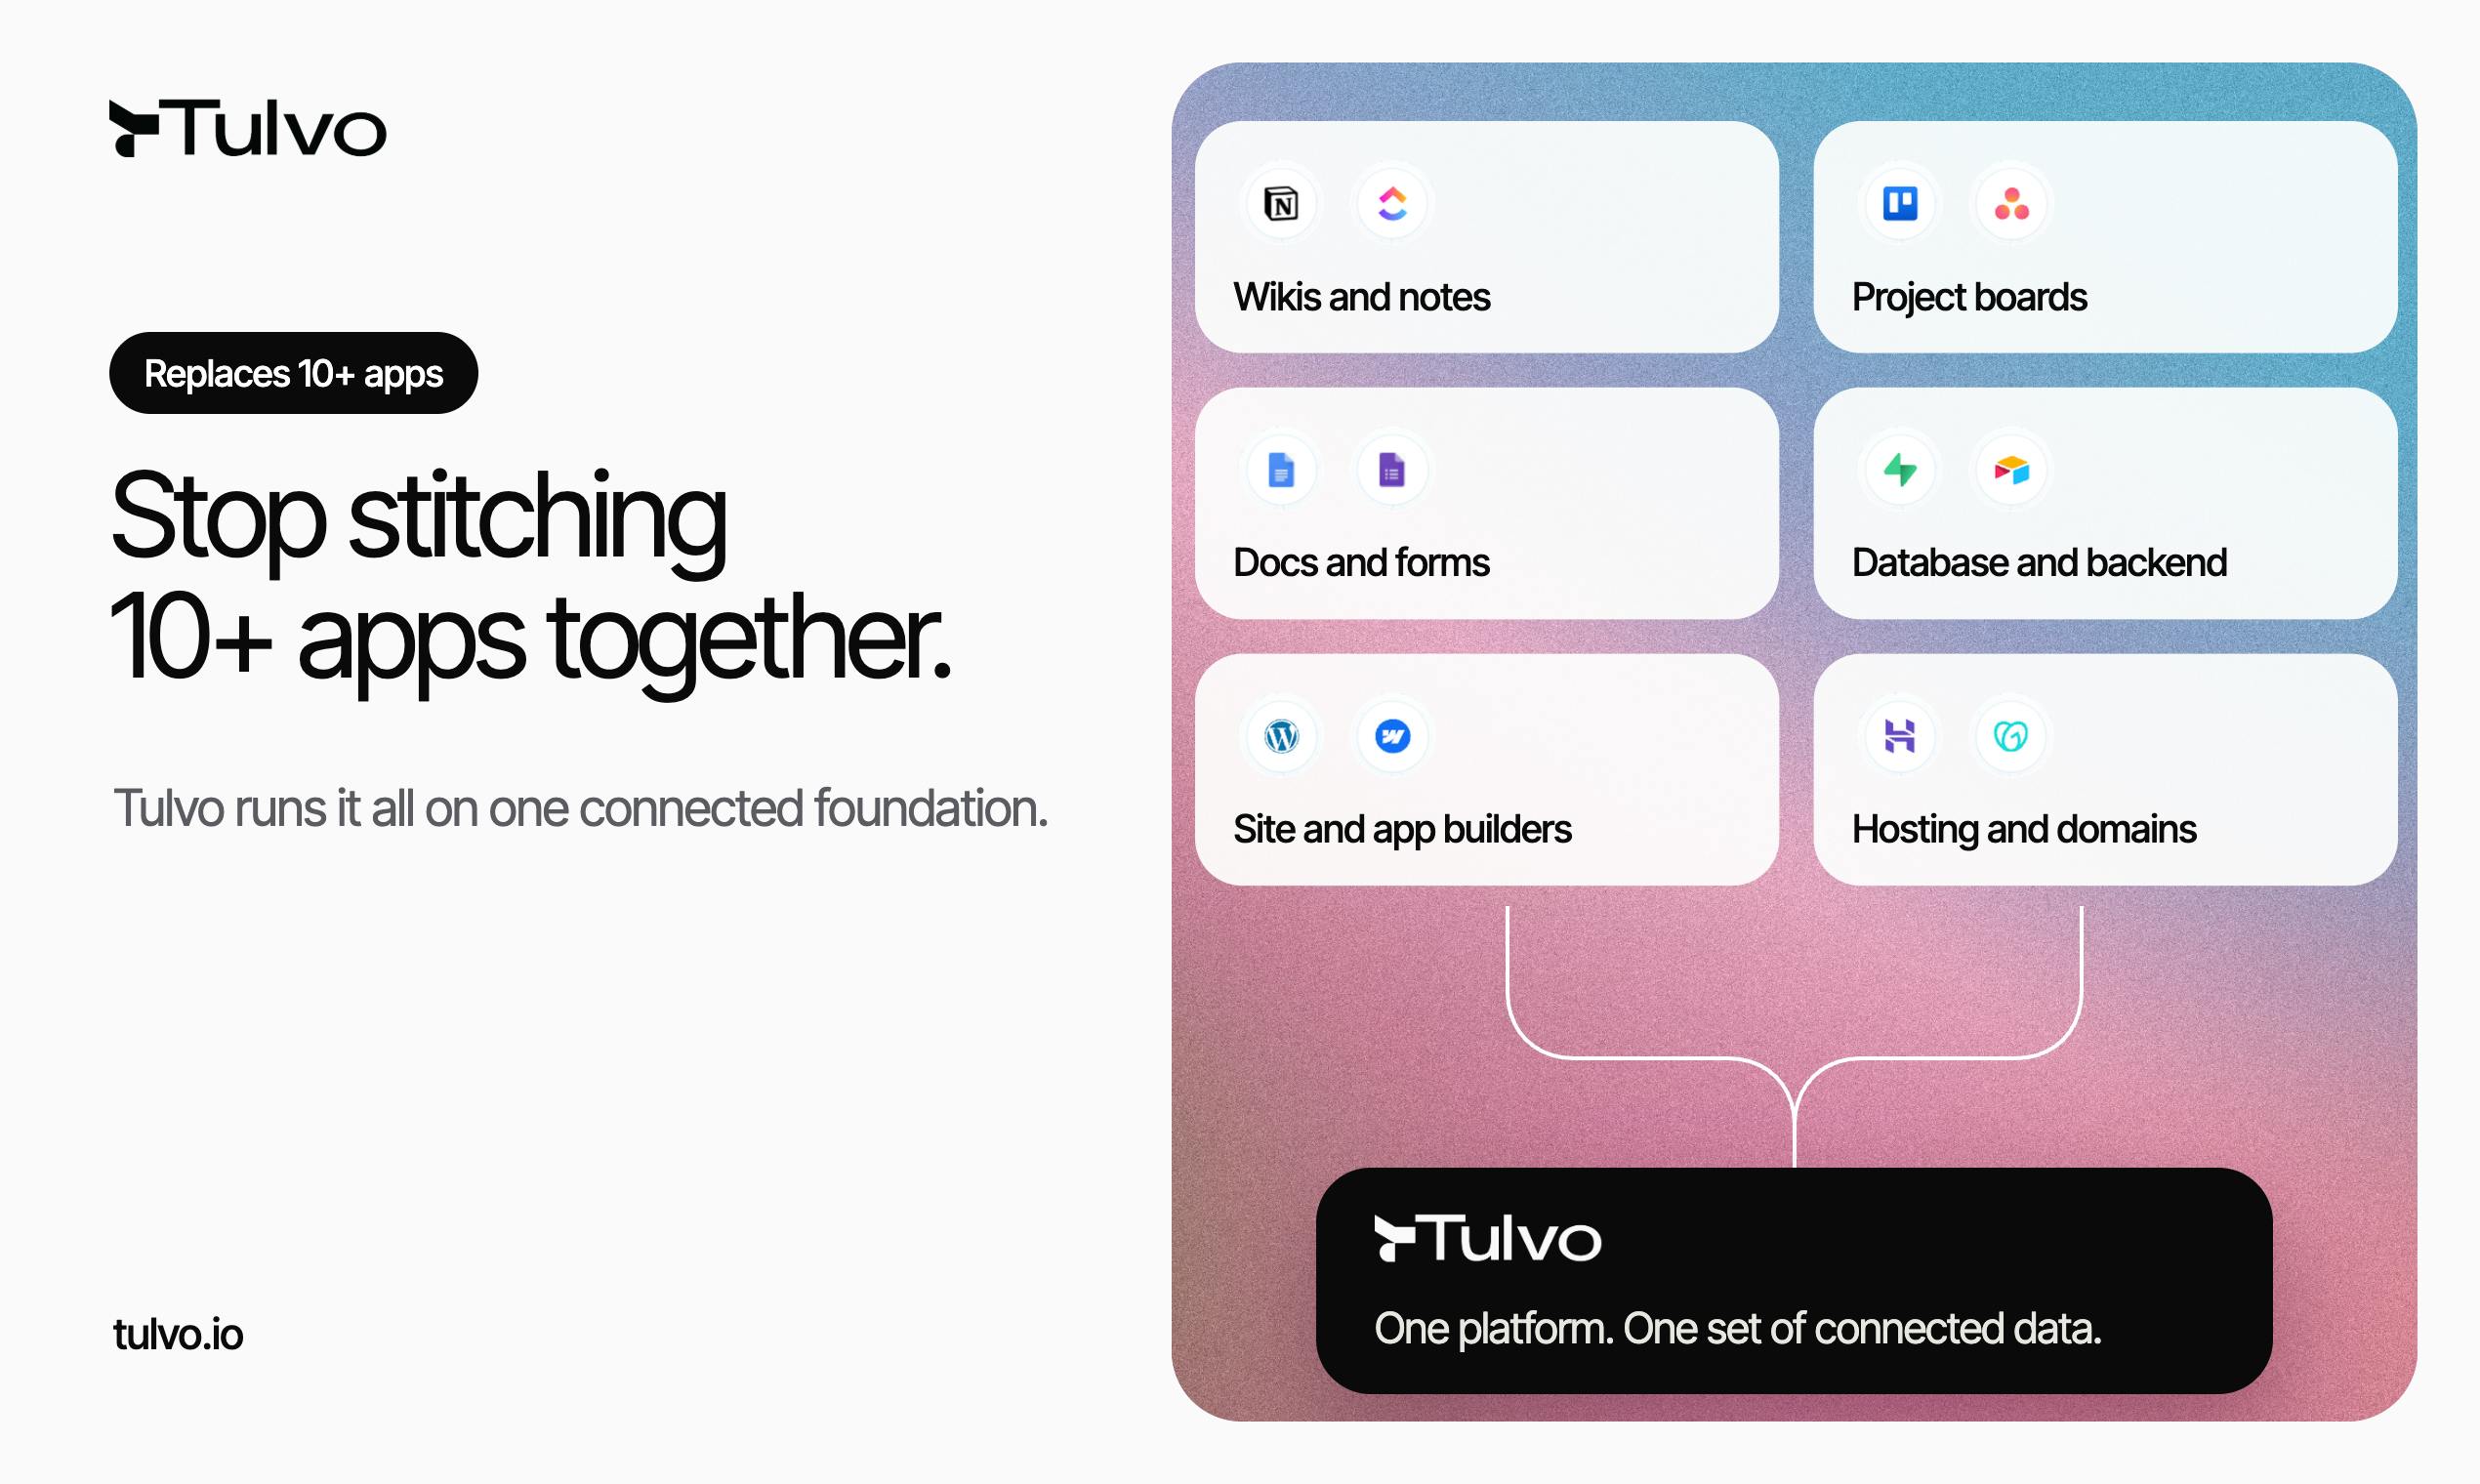 Tulvo
Replaces 10+ apps
Stop stitching
10+ apps together.
Tulvo runs it all on one connected foundation.
tulvo.io
Wikis and notes
Project boards
Docs and forms
Database and backend
Site and app builders
Hosting and domains
Tulvo
One platform. One set of connected data.